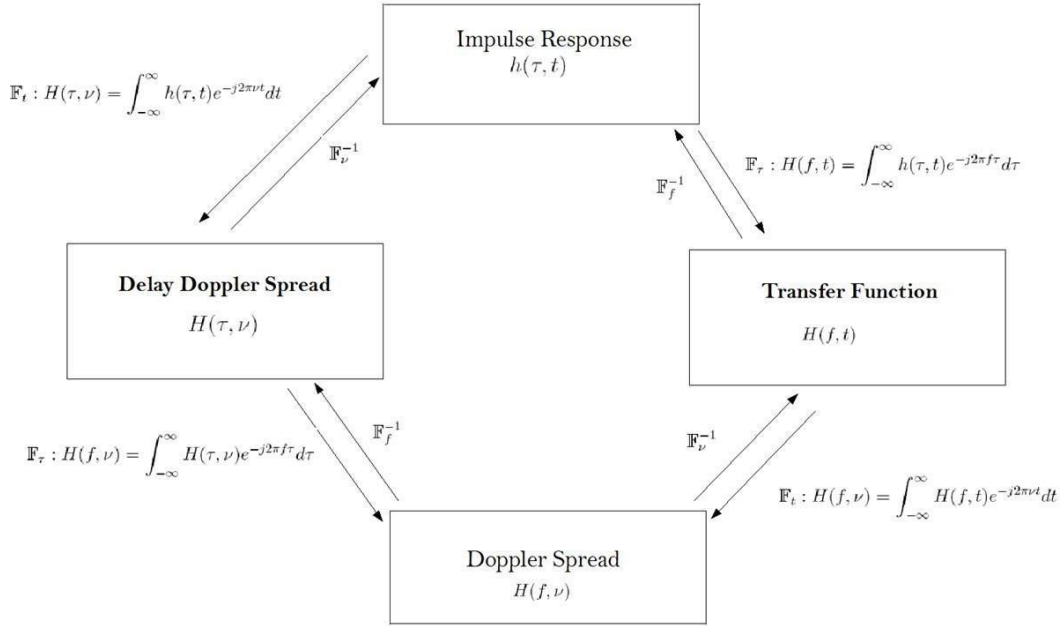 Impulse Response
h(τ, t)
𝔽_t : H(τ, ν) = ∫_{-∞}^{∞} h(τ, t)e^{-j2πνt}dt
𝔽_ν^{-1}
𝔽_f^{-1}
𝔽_τ : H(f, t) = ∫_{-∞}^{∞} h(τ, t)e^{-j2πfτ}dτ
Delay Doppler Spread
H(τ, ν)
Transfer Function
H(f, t)
𝔽_τ : H(f, ν) = ∫_{-∞}^{∞} H(τ, ν)e^{-j2πfτ}dτ
𝔽_f^{-1}
𝔽_ν^{-1}
𝔽_t : H(f, ν) = ∫_{-∞}^{∞} H(f, t)e^{-j2πνt}dt
Doppler Spread
H(f, ν)